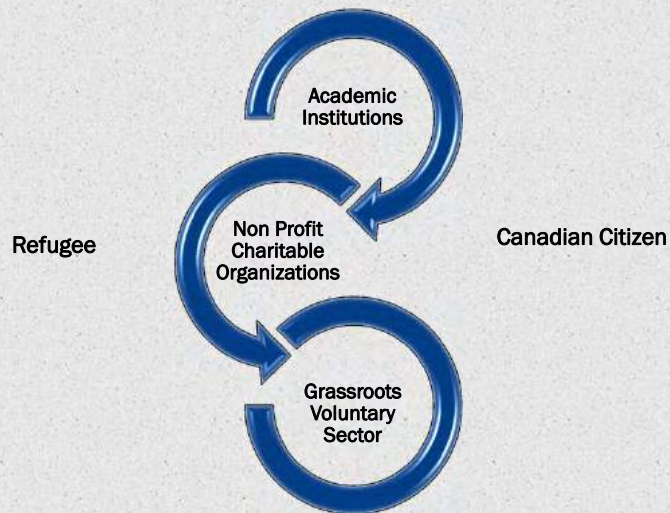 Academic
Institutions
Refugee
Non Profit
Charitable
Organizations
Canadian Citizen
Grassroots
Voluntary
Sector